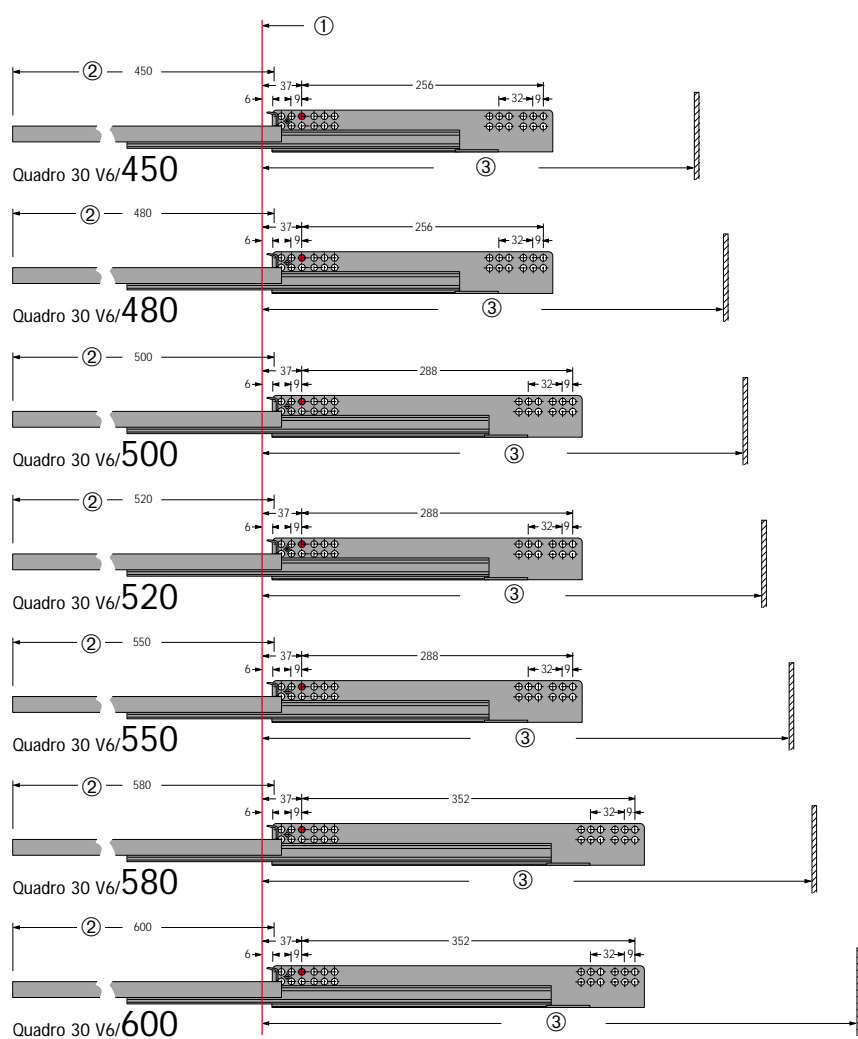 ①
② 450
37 256
6 9 32 9
③
Quadro 30 V6/450
② 480
37 256
6 9 32 9
③
Quadro 30 V6/480
② 500
37 288
6 9 32 9
③
Quadro 30 V6/500
② 520
37 288
6 9 32 9
③
Quadro 30 V6/520
② 550
37 288
6 9 32 9
③
Quadro 30 V6/550
② 580
37 352
6 9 32 9
③
Quadro 30 V6/580
② 600
37 352
6 9 32 9
③
Quadro 30 V6/600